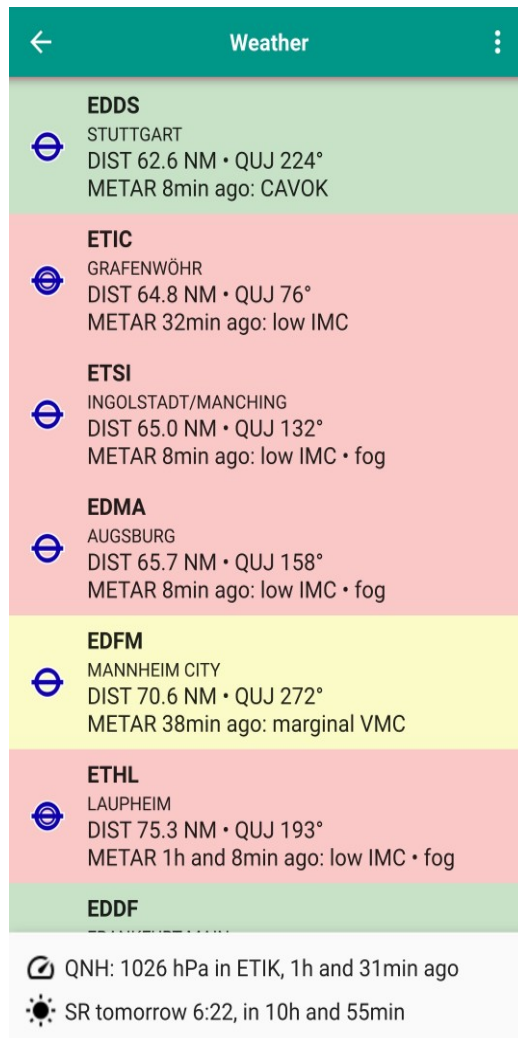 Weather
EDDS
STUTTGART
DIST 62.6 NM • QUJ 224°
METAR 8min ago: CAVOK
ETIC
GRAFENWÖHR
DIST 64.8 NM • QUJ 76°
METAR 32min ago: low IMC
ETSI
INGOLSTADT/MANCHING
DIST 65.0 NM • QUJ 132°
METAR 8min ago: low IMC • fog
EDMA
AUGSBURG
DIST 65.7 NM • QUJ 158°
METAR 8min ago: low IMC • fog
EDFM
MANNHEIM CITY
DIST 70.6 NM • QUJ 272°
METAR 38min ago: marginal VMC
ETHL
LAUPHEIM
DIST 75.3 NM • QUJ 193°
METAR 1h and 8min ago: low IMC • fog
EDDF
QNH: 1026 hPa in ETIK, 1h and 31min ago
SR tomorrow 6:22, in 10h and 55min